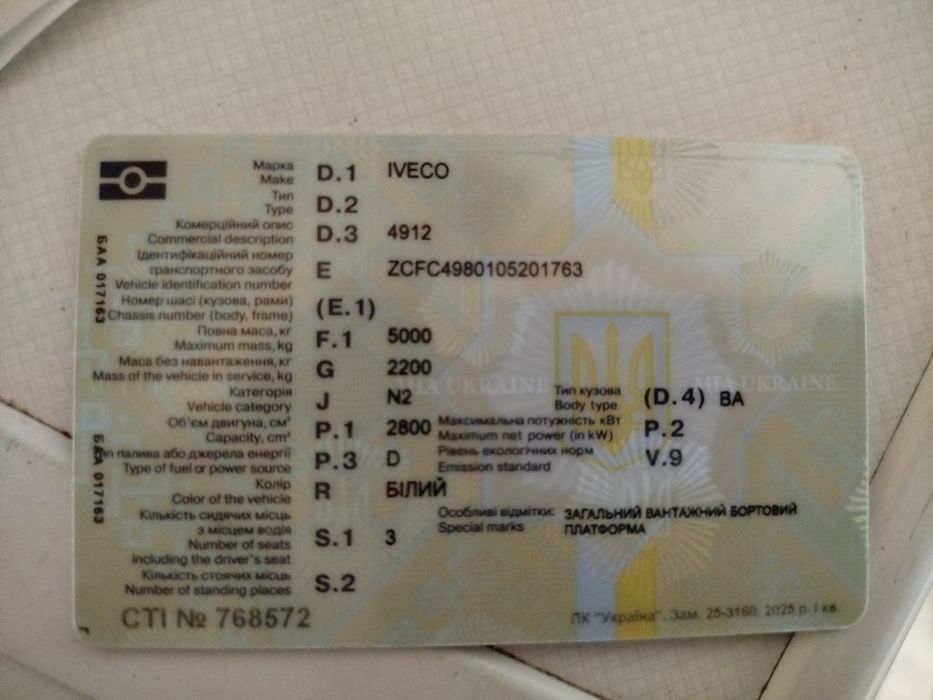 Марка
Make D.1 IVECO
Тип
Type D.2
Комерційний опис
Commercial description D.3 4912
Ідентифікаційний номер
транспортного засобу
Vehicle identification number E ZCFC4980105201763
Номер шасі (кузова, рами)
Chassis number (body, frame) (E.1)
Повна маса, кг
Maximum mass, kg F.1 5000
Маса без навантаження, кг
Mass of the vehicle in service, kg G 2200
Категорія
Vehicle category J N2
Тип кузова
Body type (D.4) ВА
Об'єм двигуна, см³
Capacity, cm³ P.1 2800
Максимальна потужність кВт
Maximum net power (in kW) P.2
ип палива або джерела енергії
Type of fuel or power source P.3 D
Рівень екологічних норм
Emission standard V.9
Колір
Color of the vehicle R БІЛИЙ
Кількість сидячих місць
з місцем водія
Number of seats
including the driver's seat S.1 3
Особливі відмітки:
Special marks
ЗАГАЛЬНИЙ ВАНТАЖНИЙ БОРТОВИЙ
ПЛАТФОРМА
Кількість стоячих місць
Number of standing places S.2
СТІ № 768572
ПК "Україна". Зам. 25-3160. 2025 р. І кв.
БАА 017163
БАА 017163
MIA UKRAINE
MIA UKRAINE